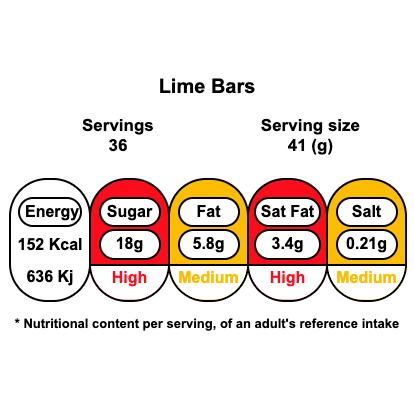 Lime Bars
Servings
36
Serving size
41 (g)
Energy
152 Kcal
636 Kj
Sugar
18g
High
Fat
5.8g
Medium
Sat Fat
3.4g
High
Salt
0.21g
Medium
* Nutritional content per serving, of an adult's reference intake